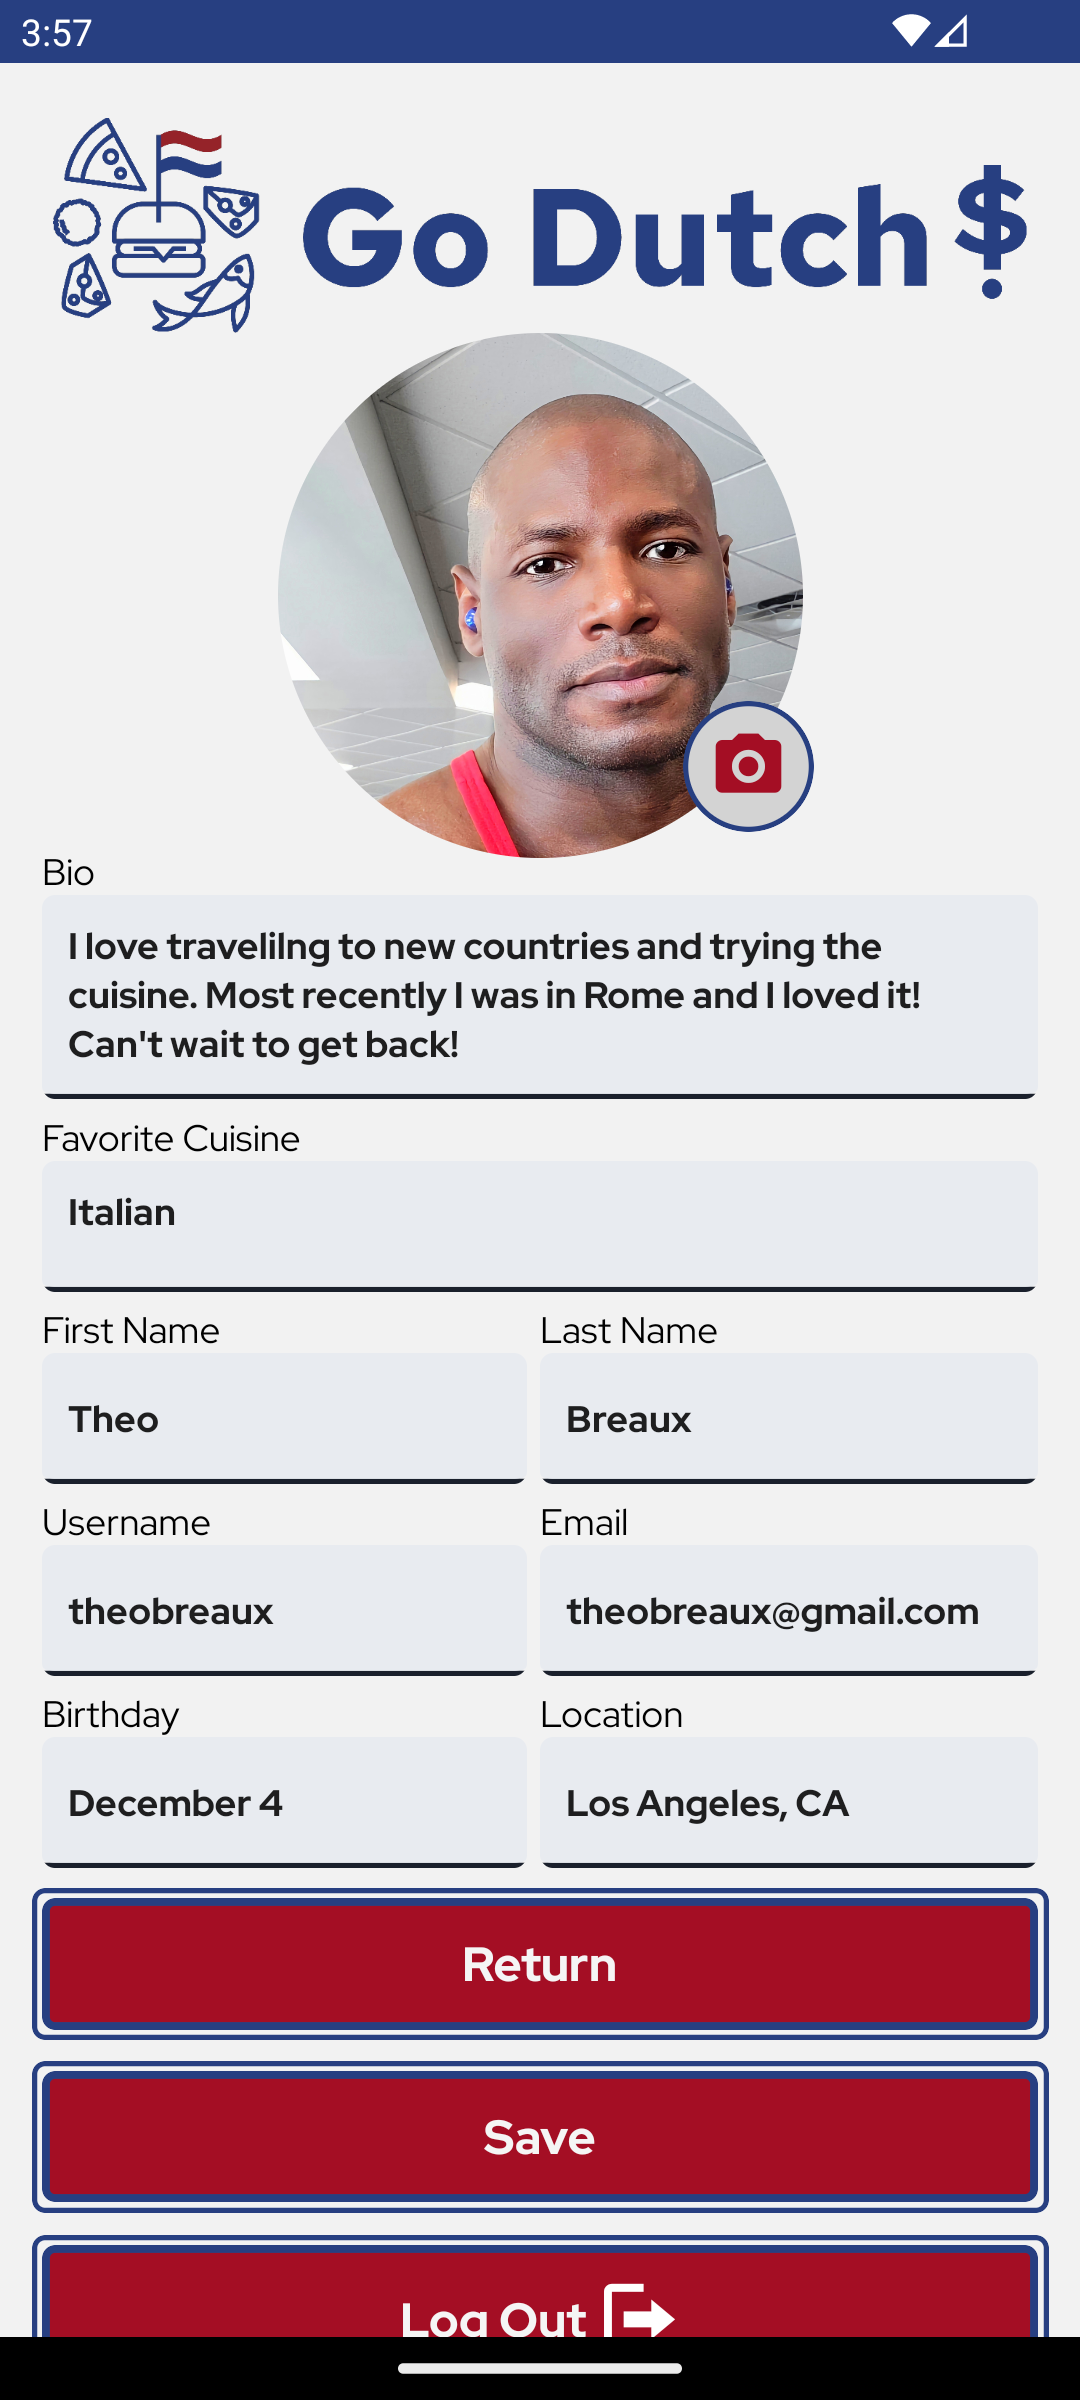 3:57
Go Dutch$
Bio
I love travelilng to new countries and trying the
cuisine. Most recently I was in Rome and I loved it!
Can't wait to get back!
Favorite Cuisine
Italian
First Name
Last Name
Theo
Breaux
Username
Email
theobreaux
theobreaux@gmail.com
Birthday
Location
December 4
Los Angeles, CA
Return
Save
Log Out